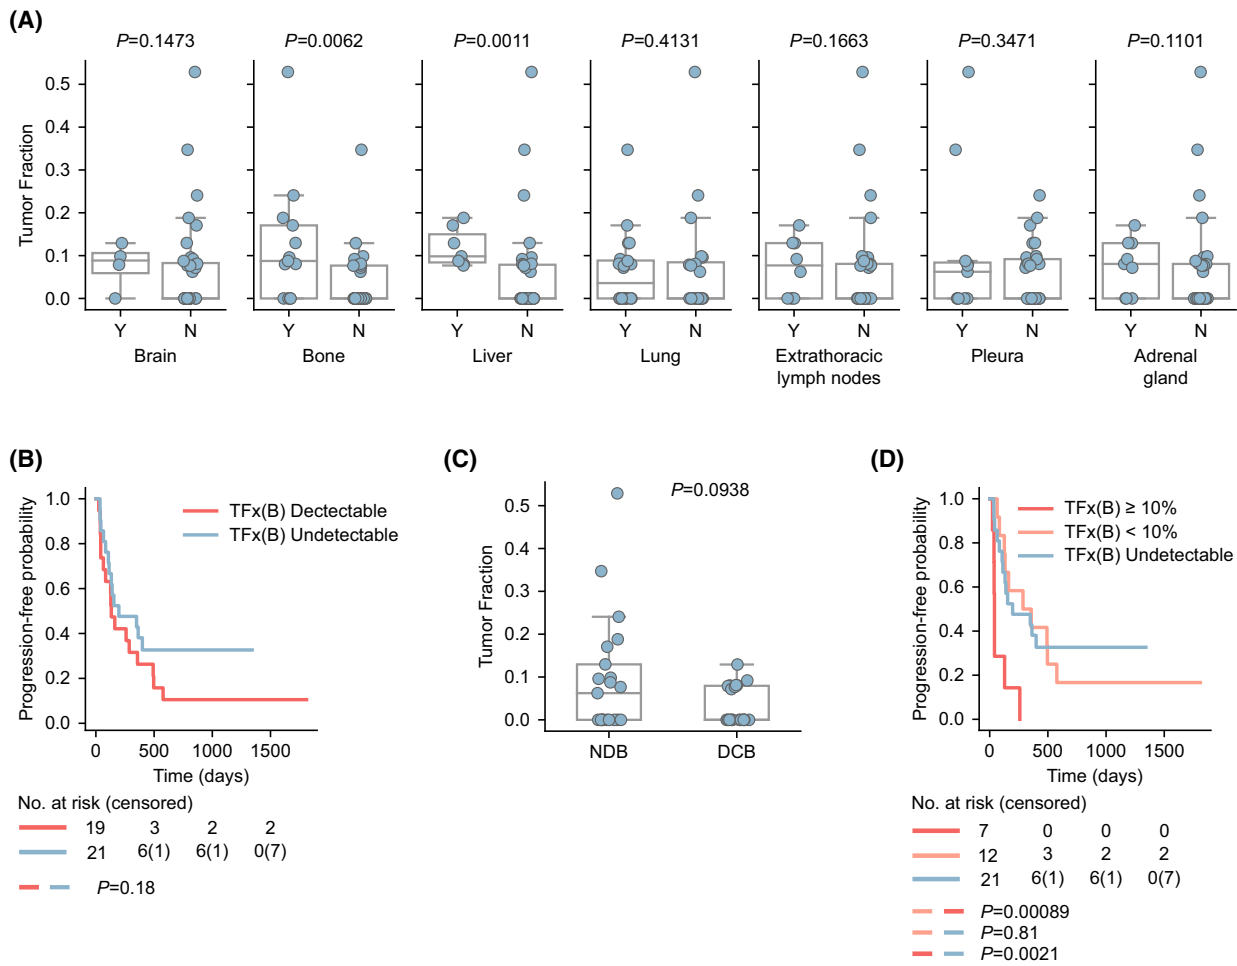 (A)
P=0.1473 P=0.0062 P=0.0011 P=0.4131 P=0.1663 P=0.3471 P=0.1101
Tumor Fraction
0.5
0.4
0.3
0.2
0.1
0.0
Y N Y N Y N Y N Y N Y N Y N
Brain Bone Liver Lung Extrathoracic Pleura Adrenal
lymph nodes gland
(B)
Progression-free probability
1.0
0.8
0.6
0.4
0.2
0.0
TFx(B) Dectectable
TFx(B) Undetectable
0 500 1000 1500
Time (days)
No. at risk (censored)
19 3 2 2
21 6(1) 6(1) 0(7)
P=0.18
(C)
P=0.0938
Tumor Fraction
0.5
0.4
0.3
0.2
0.1
0.0
NDB DCB
(D)
Progression-free probability
1.0
0.8
0.6
0.4
0.2
0.0
TFx(B) ≥ 10%
TFx(B) < 10%
TFx(B) Undetectable
0 500 1000 1500
Time (days)
No. at risk (censored)
7 0 0 0
12 3 2 2
21 6(1) 6(1) 0(7)
P=0.00089
P=0.81
P=0.0021